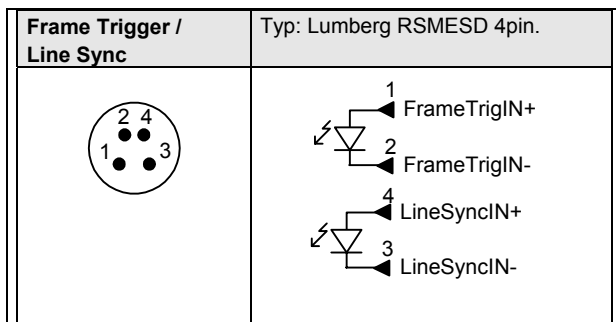 Frame Trigger /
Line Sync
Typ: Lumberg RSMESD 4pin.
2 4
1 3
1
FrameTrigIN+
2
FrameTrigIN-
4
LineSyncIN+
3
LineSyncIN-